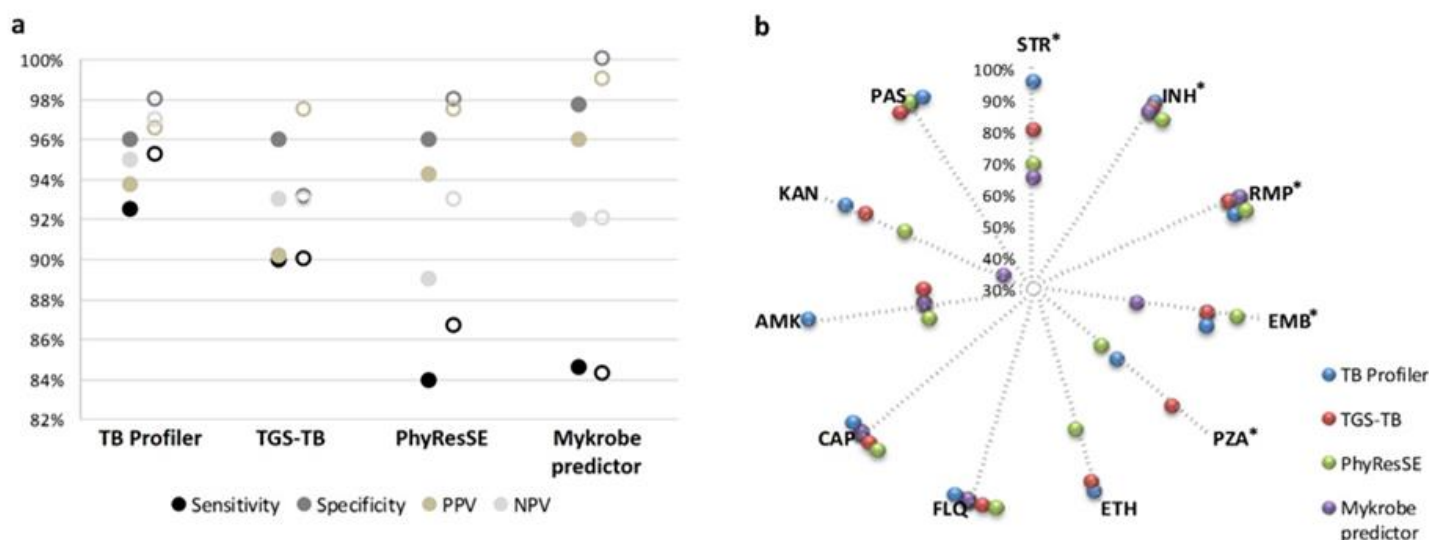 a
100%
98%
96%
94%
92%
90%
88%
86%
84%
82%
TB Profiler
TGS-TB
PhyResSE
Mykrobe
predictor
Sensitivity
Specificity
PPV
NPV
b
STR*
100%
90%
80%
70%
60%
50%
40%
30%
INH*
RMP*
EMB*
PZA*
ETH
FLQ
CAP
AMK
KAN
PAS
TB Profiler
TGS-TB
PhyResSE
Mykrobe
predictor